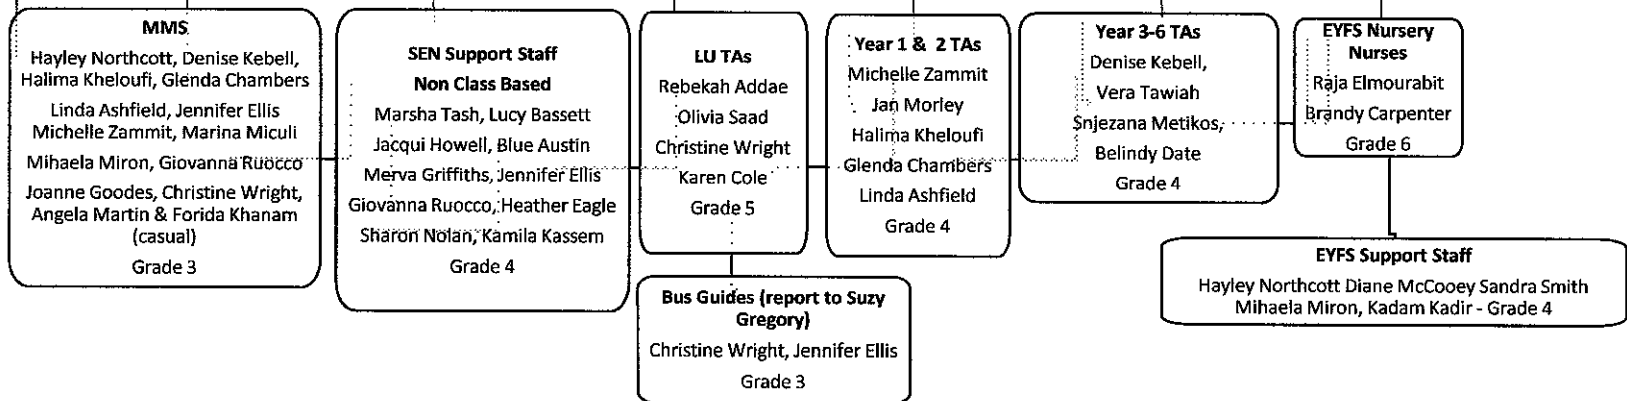 MMS
Hayley Northcott, Denise Kebell,
Halima Kheloufi, Glenda Chambers
Linda Ashfield, Jennifer Ellis
Michelle Zammit, Marina Miculi
Mihaela Miron, Giovanna Ruocco
Joanne Goodes, Christine Wright,
Angela Martin & Forida Khanam
(casual)
Grade 3
SEN Support Staff
Non Class Based
Marsha Tash, Lucy Bassett
Jacqui Howell, Blue Austin
Merva Griffiths, Jennifer Ellis
Giovanna Ruocco, Heather Eagle
Sharon Nolan, Kamila Kassem
Grade 4
LU TAs
Rebekah Addae
Olivia Saad
Christine Wright
Karen Cole
Grade 5
Bus Guides (report to Suzy
Gregory)
Christine Wright, Jennifer Ellis
Grade 3
Year 1 & 2 TAs
Michelle Zammit
Jan Morley
Halima Kheloufi
Glenda Chambers
Linda Ashfield
Grade 4
Year 3-6 TAs
Denise Kebell,
Vera Tawiah
Snjezana Metikos,
Belindy Date
Grade 4
EYFS Nursery
Nurses
Raja Elmourabit
Brandy Carpenter
Grade 6
EYFS Support Staff
Hayley Northcott Diane McCooey Sandra Smith
Mihaela Miron, Kadam Kadir - Grade 4